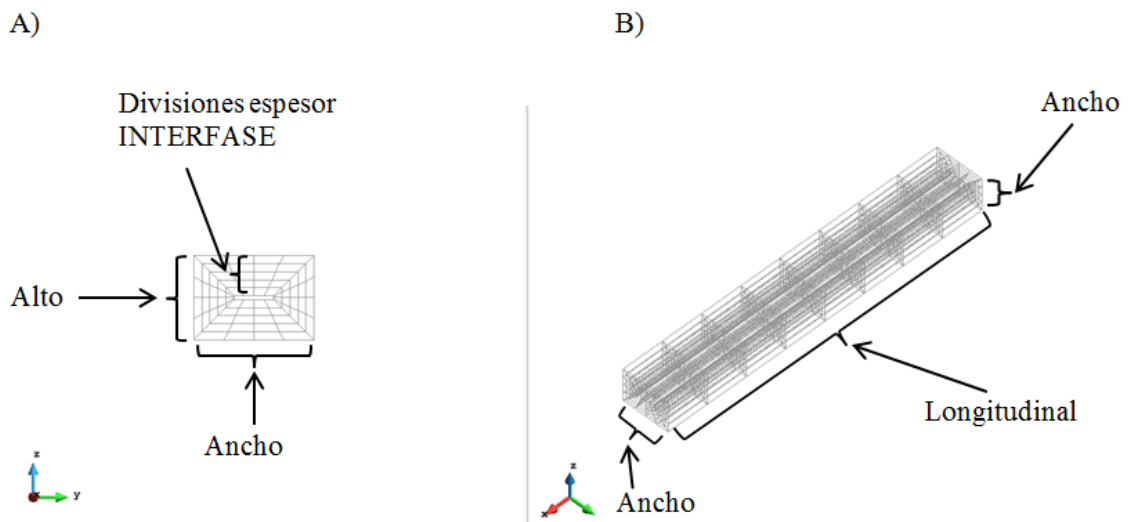 A)
Divisiones espesor
INTERFASE
Alto
Ancho
z
y
x
B)
Ancho
Longitudinal
Ancho
z
x